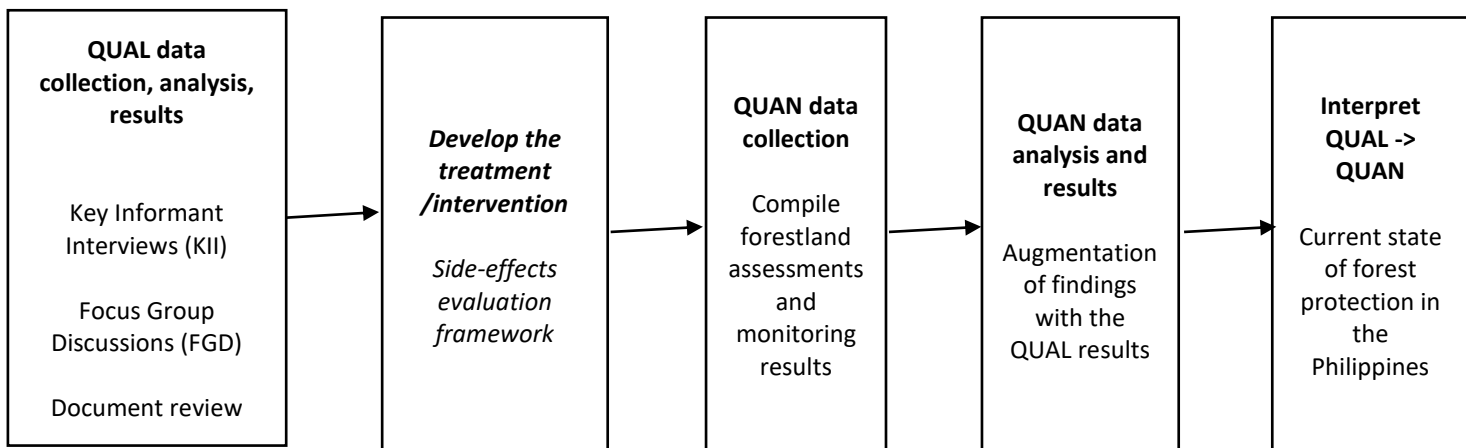 QUAL data
collection, analysis,
results
Key Informant
Interviews (KII)
Focus Group
Discussions (FGD)
Document review
Develop the
treatment
/intervention
Side-effects
evaluation
framework
QUAN data
collection
Compile
forestland
assessments
and
monitoring
results
QUAN data
analysis and
results
Augmentation
of findings
with the
QUAL results
Interpret
QUAL ->
QUAN
Current state
of forest
protection in
the
Philippines